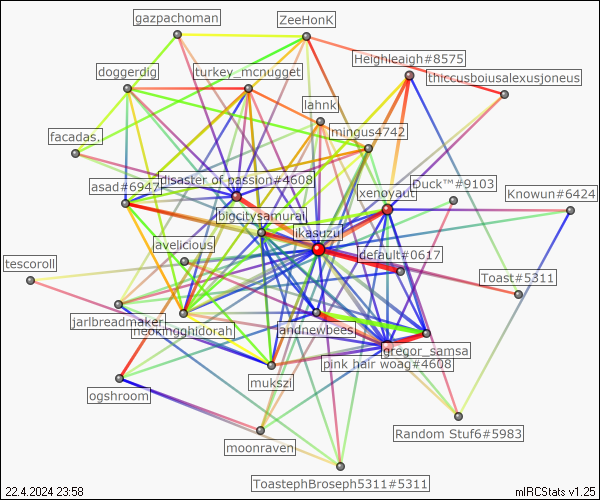 gazpachoman
ZeeHonK
Heighleaigh#8575
doggerdig
turkey_mcnugget
thiccusboiusalexusjoneus
lahnk
mingus4742
facadas.
disaster of passion#4608
asad#6947
xenovaut
Duck™#9103
Knowun#6424
bigcitysamurai
ikasuzu
avelicious
default#0617
tescoroll
Toast#5311
jarlbreadmaker
neokingghidorah
andnewbees
gregor_samsa
pink hair woag#4608
mukszi
ogshroom
Random Stuf6#5983
moonraven
ToastephBroseph5311#5311
22.4.2024 23:58
mIRCStats v1.25